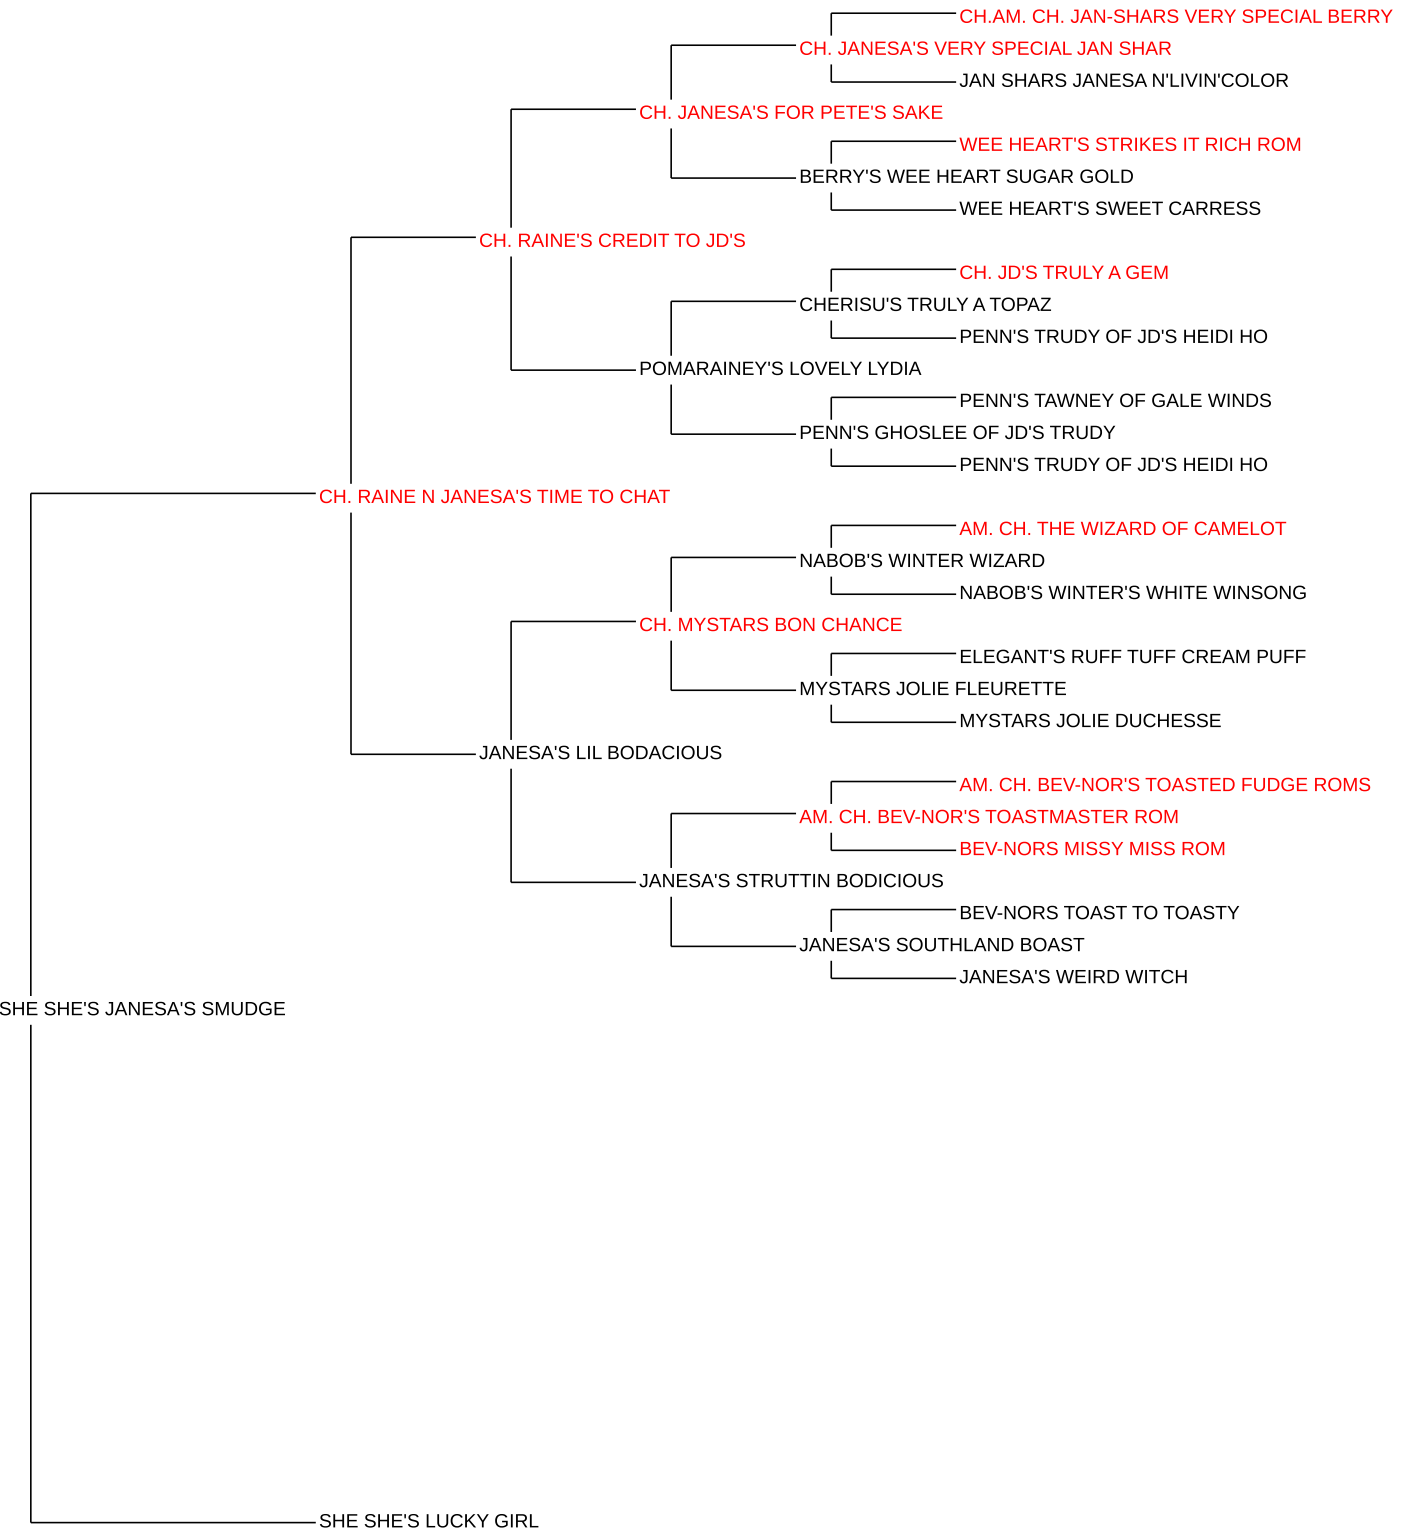 CH.AM. CH. JAN-SHARS VERY SPECIAL BERRY
CH. JANESA'S VERY SPECIAL JAN SHAR
JAN SHARS JANESA N'LIVIN'COLOR
CH. JANESA'S FOR PETE'S SAKE
WEE HEART'S STRIKES IT RICH ROM
BERRY'S WEE HEART SUGAR GOLD
WEE HEART'S SWEET CARRESS
CH. RAINE'S CREDIT TO JD'S
CH. JD'S TRULY A GEM
CHERISU'S TRULY A TOPAZ
PENN'S TRUDY OF JD'S HEIDI HO
POMARAINEY'S LOVELY LYDIA
PENN'S TAWNEY OF GALE WINDS
PENN'S GHOSLEE OF JD'S TRUDY
PENN'S TRUDY OF JD'S HEIDI HO
CH. RAINE N JANESA'S TIME TO CHAT
AM. CH. THE WIZARD OF CAMELOT
NABOB'S WINTER WIZARD
NABOB'S WINTER'S WHITE WINSONG
CH. MYSTARS BON CHANCE
ELEGANT'S RUFF TUFF CREAM PUFF
MYSTARS JOLIE FLEURETTE
MYSTARS JOLIE DUCHESSE
JANESA'S LIL BODACIOUS
AM. CH. BEV-NOR'S TOASTED FUDGE ROMS
AM. CH. BEV-NOR'S TOASTMASTER ROM
BEV-NORS MISSY MISS ROM
JANESA'S STRUTTIN BODICIOUS
BEV-NORS TOAST TO TOASTY
JANESA'S SOUTHLAND BOAST
JANESA'S WEIRD WITCH
SHE SHE'S JANESA'S SMUDGE
SHE SHE'S LUCKY GIRL